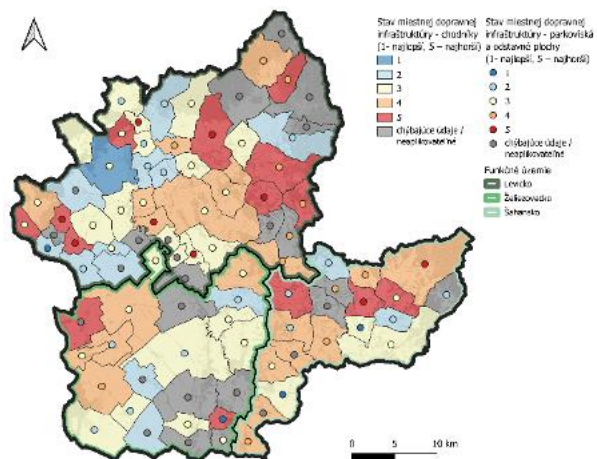 Stav miestnej dopravnej
infraštruktúry - chodníky
(1- najlepší, 5 – najhorší)
1
2
3
4
5
chýbajúce údaje /
neaplikovateľné
Stav miestnej dopravnej
infraštruktúry - parkoviská
a odstavné plochy
(1- najlepší, 5 – najhorší)
1
2
3
4
5
chýbajúce údaje /
neaplikovateľné
Funkčné územie
Levicko
Želiezovecko
Šahansko
0 5 10 km